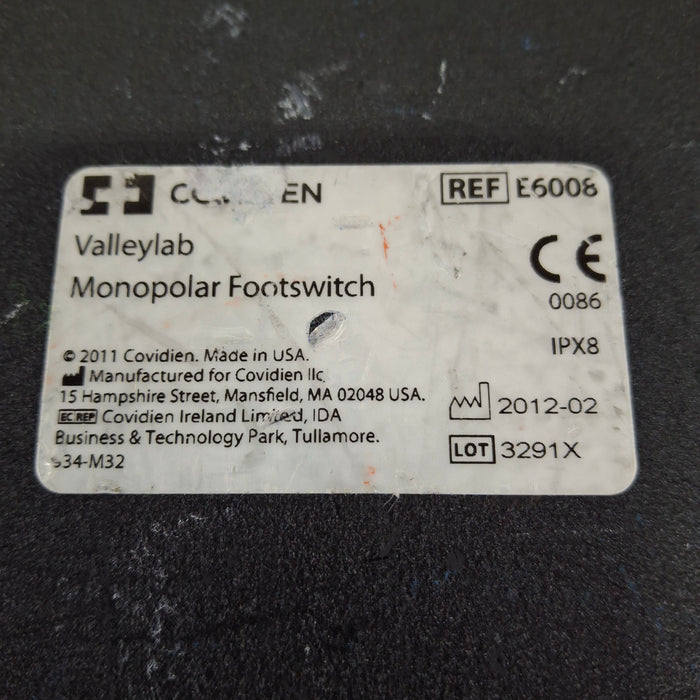 COVIDIEN
REF E6008
Valleylab
Monopolar Footswitch
CE
0086
IPX8
© 2011 Covidien. Made in USA.
Manufactured for Covidien llc,
15 Hampshire Street, Mansfield, MA 02048 USA.
EC REP Covidien Ireland Limited, IDA
Business & Technology Park, Tullamore.
2012-02
LOT 3291X